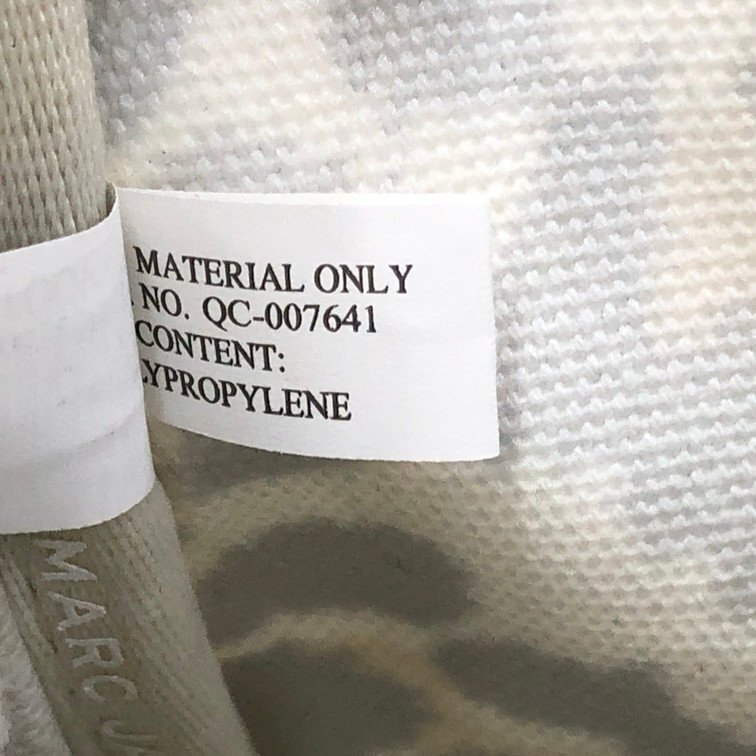 MATERIAL ONLY
NO. QC-007641
CONTENT:
LYPROPYLENE
MARC J